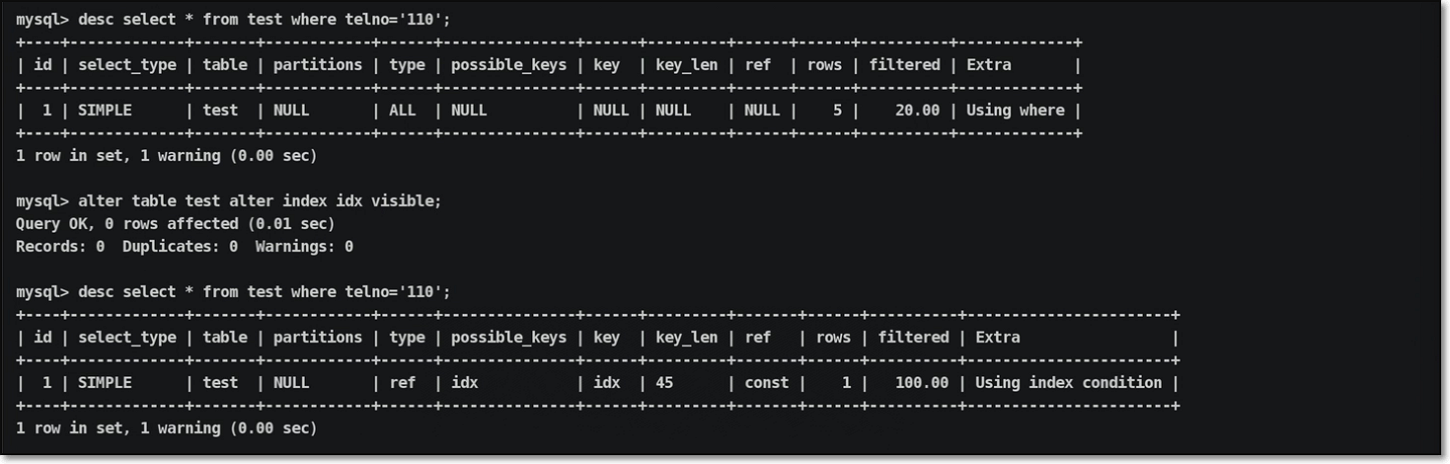 mysql> desc select * from test where telno='110';
+----+-------------+-------+------------+------+---------------+------+---------+------+------+----------+-------------+
| id | select_type | table | partitions | type | possible_keys | key  | key_len | ref  | rows | filtered | Extra       |
+----+-------------+-------+------------+------+---------------+------+---------+------+------+----------+-------------+
|  1 | SIMPLE      | test  | NULL       | ALL  | NULL          | NULL | NULL    | NULL |    5 |    20.00 | Using where |
+----+-------------+-------+------------+------+---------------+------+---------+------+------+----------+-------------+
1 row in set, 1 warning (0.00 sec)
mysql> alter table test alter index idx visible;
Query OK, 0 rows affected (0.01 sec)
Records: 0  Duplicates: 0  Warnings: 0
mysql> desc select * from test where telno='110';
+----+-------------+-------+------------+------+---------------+------+---------+-------+------+----------+-----------------------+
| id | select_type | table | partitions | type | possible_keys | key  | key_len | ref   | rows | filtered | Extra                 |
+----+-------------+-------+------------+------+---------------+------+---------+-------+------+----------+-----------------------+
|  1 | SIMPLE      | test  | NULL       | ref  | idx           | idx  | 45      | const |    1 |   100.00 | Using index condition |
+----+-------------+-------+------------+------+---------------+------+---------+-------+------+----------+-----------------------+
1 row in set, 1 warning (0.00 sec)